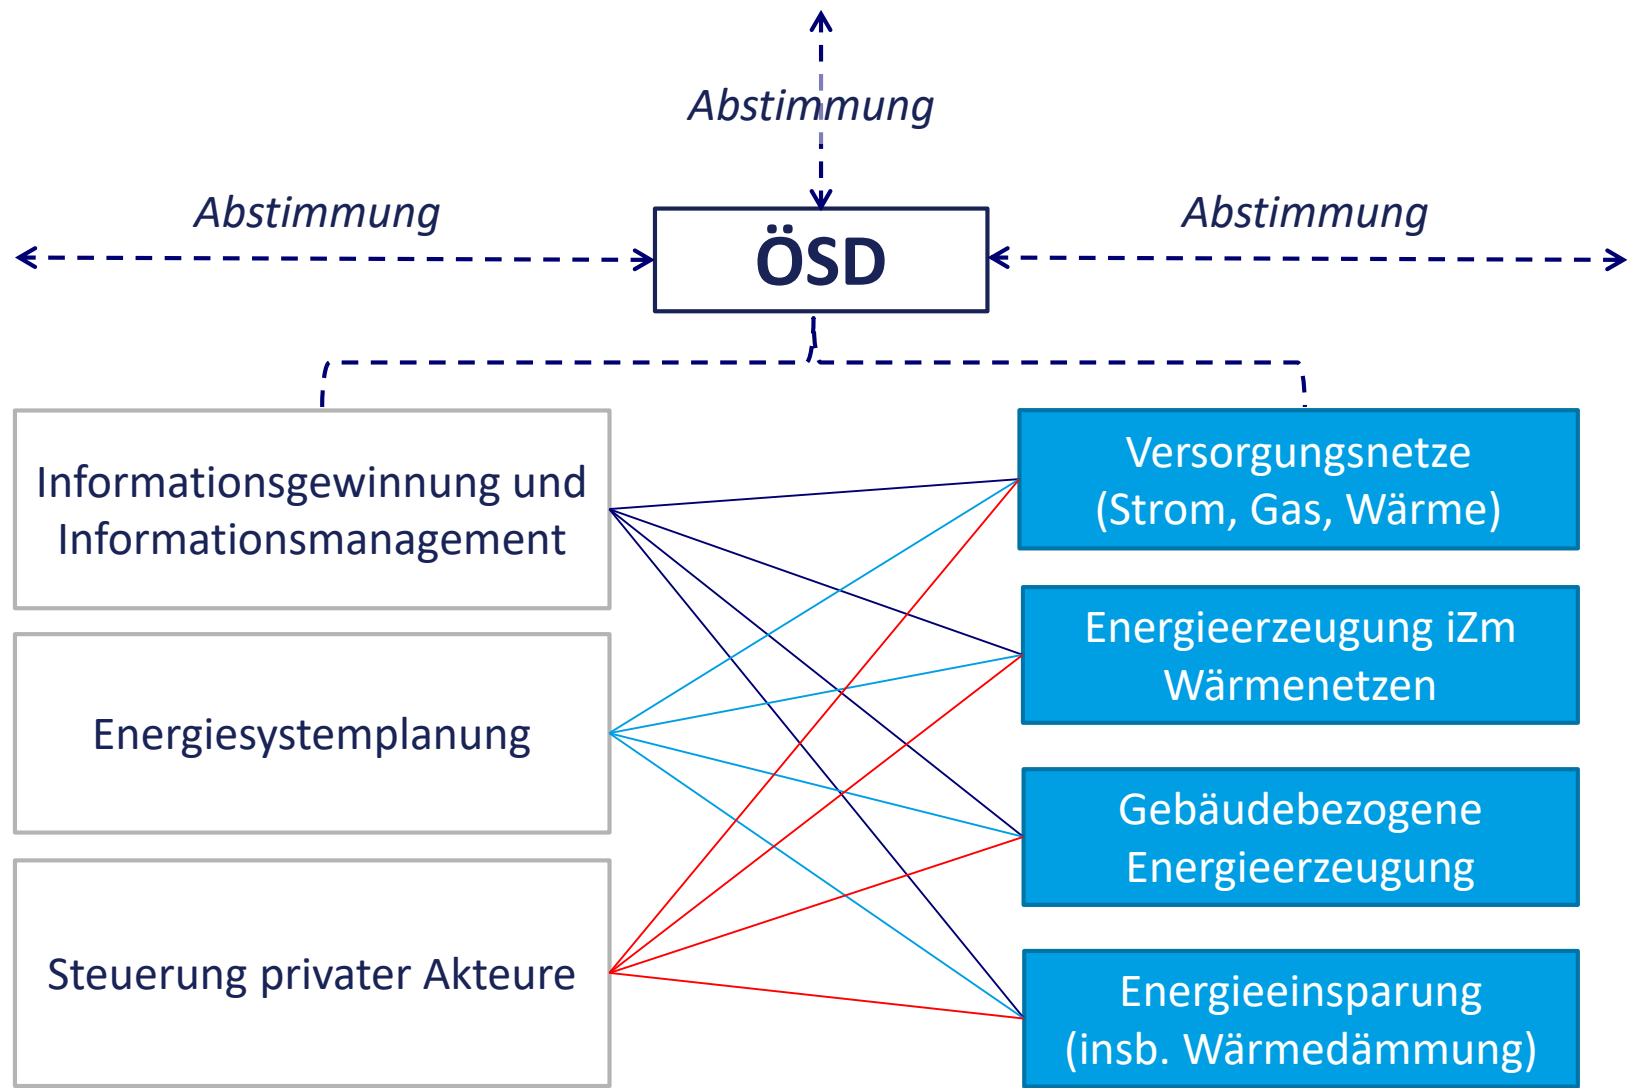 Abstimmung
Abstimmung
Abstimmung
ÖSD
Informationsgewinnung und
Informationsmanagement
Energiesystemplanung
Steuerung privater Akteure
Versorgungsnetze
(Strom, Gas, Wärme)
Energieerzeugung iZm
Wärmenetzen
Gebäudebezogene
Energieerzeugung
Energieeinsparung
(insb. Wärmedämmung)